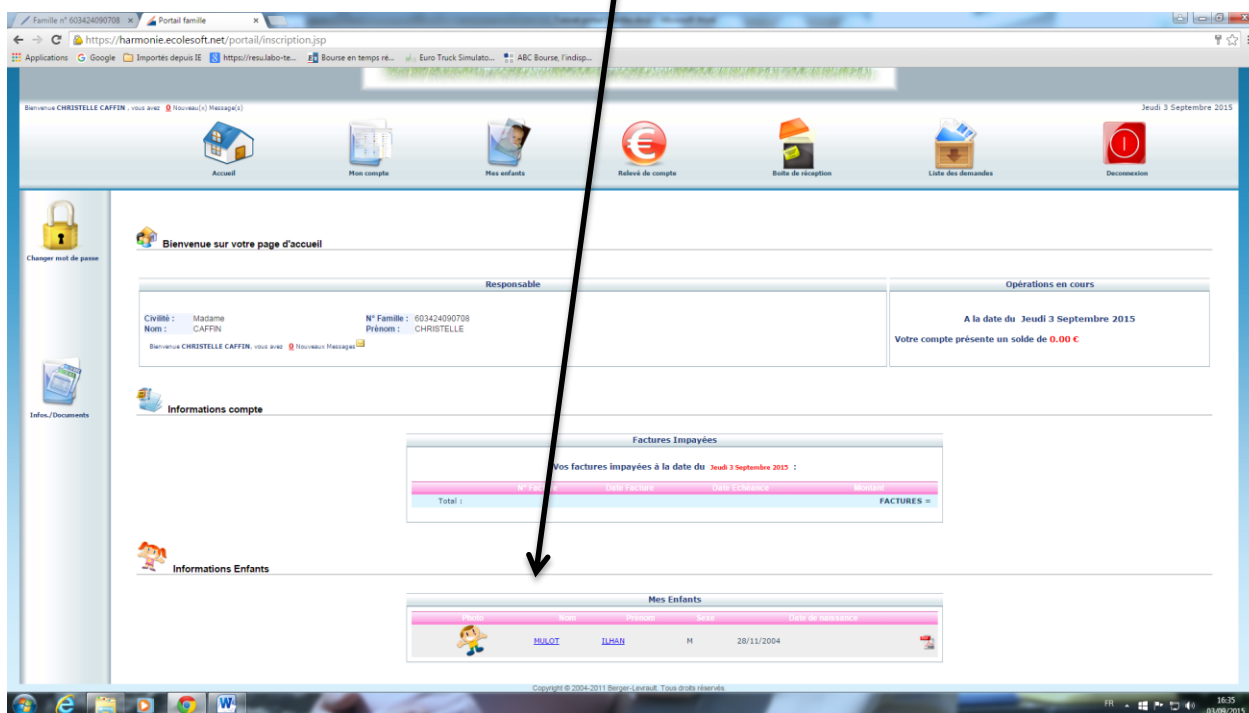 Famille n° 603424090708
Portail famille
https://harmonie.ecolesoft.net/portail/inscription.jsp
Applications Google Importés depuis IE https://resu.labo-te... Bourse en temps ré... Euro Truck Simulato... ABC Bourse, l'indisp...
Bienvenue CHRISTELLE CAFFIN , vous avez 0 Nouveau(x) Message(s)
Jeudi 3 Septembre 2015
Accueil Mon compte Mes enfants Relevé de compte Boite de réception Liste des demandes Deconnexion
Changer mot de passe
Infos./Documents
Bienvenue sur votre page d'accueil
Responsable
Civilité : Madame N° Famille : 603424090708
Nom : CAFFIN Prénom : CHRISTELLE
Bienvenue CHRISTELLE CAFFIN, vous avez 0 Nouveaux Messages
Opérations en cours
A la date du Jeudi 3 Septembre 2015
Votre compte présente un solde de 0.00 €
Informations compte
Factures Impayées
Vos factures impayées à la date du Jeudi 3 Septembre 2015 :
N° Facture Date Facture Date Echéance Montant
Total : FACTURES =
Informations Enfants
Mes Enfants
Photo Nom Prénom Sexe Date de naissance
MULOT ILHAN M 28/11/2004
Copyright © 2004-2011 Berger-Levrault. Tous droits réservés.
FR
16:35
03/09/2015